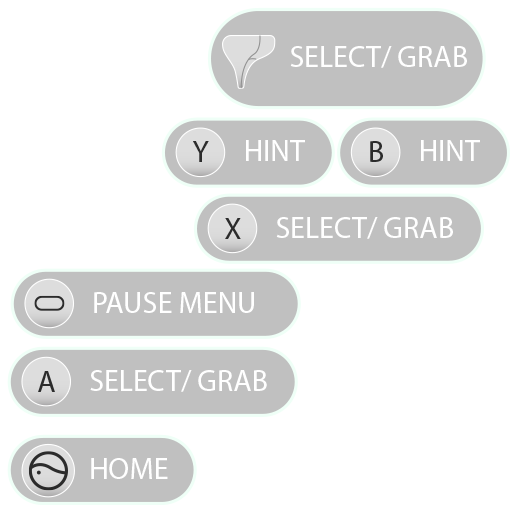 SELECT/ GRAB
Y HINT B HINT
X SELECT/ GRAB
PAUSE MENU
A SELECT/ GRAB
HOME